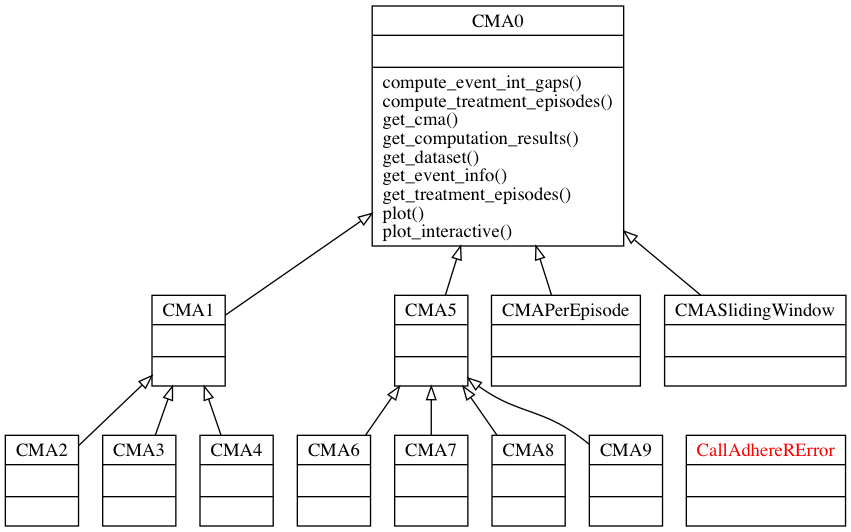 CMA0
compute_event_int_gaps()
compute_treatment_episodes()
get_cma()
get_computation_results()
get_dataset()
get_event_info()
get_treatment_episodes()
plot()
plot_interactive()
CMA1
CMA5
CMAPerEpisode
CMASlidingWindow
CMA2
CMA3
CMA4
CMA6
CMA7
CMA8
CMA9
CallAdhereRError